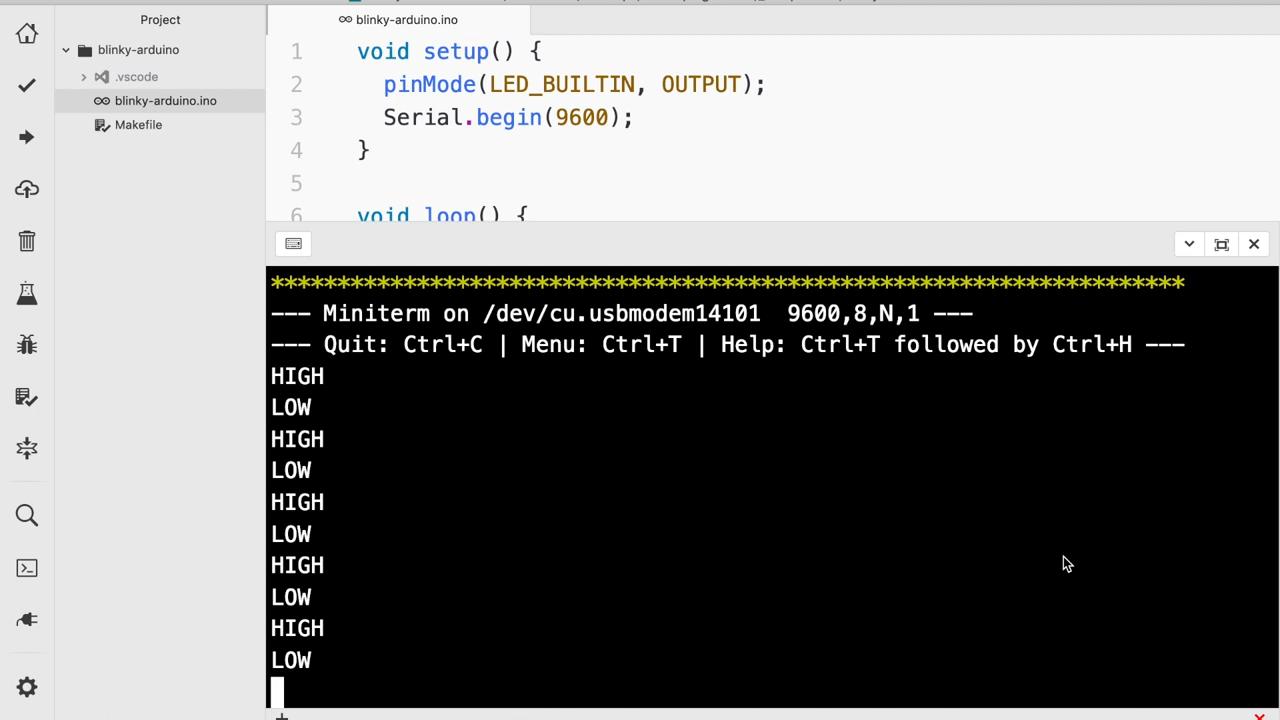 Project
blinky-arduino.ino
blinky-arduino
.vscode
blinky-arduino.ino
Makefile
1 void setup() {
2 pinMode(LED_BUILTIN, OUTPUT);
3 Serial.begin(9600);
4 }
5
6 void loop() {
********************************************************************* 
--- Miniterm on /dev/cu.usbmodem14101  9600,8,N,1 ---
--- Quit: Ctrl+C | Menu: Ctrl+T | Help: Ctrl+T followed by Ctrl+H ---
HIGH
LOW
HIGH
LOW
HIGH
LOW
HIGH
LOW
HIGH
LOW